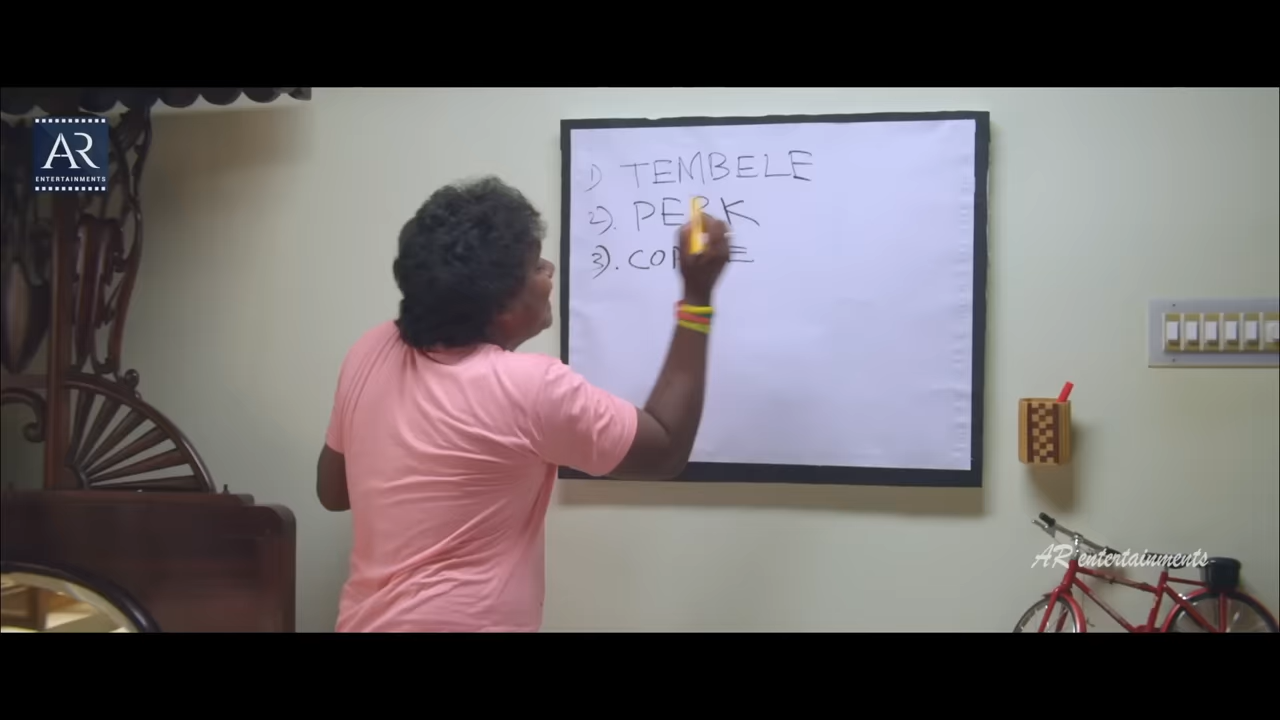 AR
ENTERTAINMENTS
1) TEMBELE
2). PERK
3).
AR entertainments